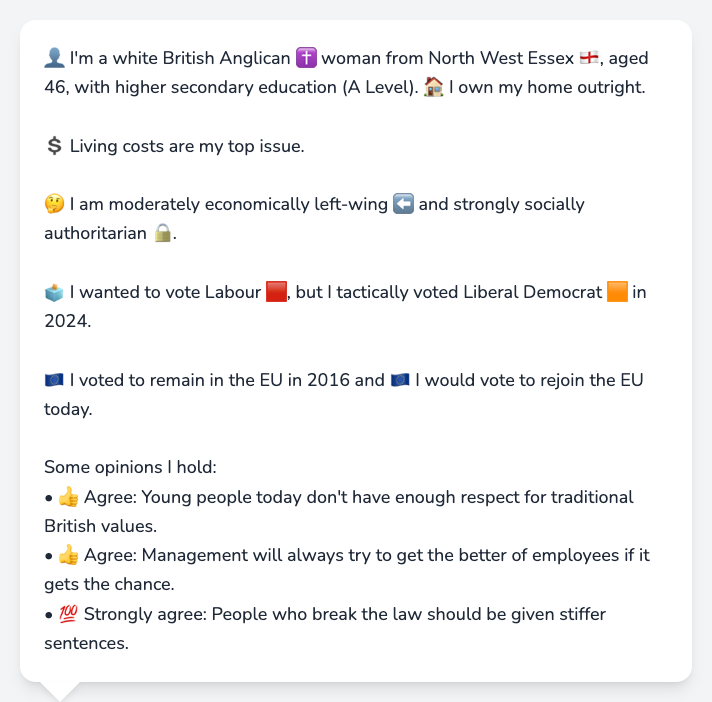 👤 I'm a white British Anglican ✝️ woman from North West Essex 🏴󠁧󠁢󠁥󠁮󠁧󠁿, aged
46, with higher secondary education (A Level). 🏠 I own my home outright.
💲 Living costs are my top issue.
🤔 I am moderately economically left-wing ⬅️ and strongly socially
authoritarian 🔒.
🗳️ I wanted to vote Labour 🟥, but I tactically voted Liberal Democrat 🟧 in
2024.
🇪🇺 I voted to remain in the EU in 2016 and 🇪🇺 I would vote to rejoin the EU
today.
Some opinions I hold:
• 👍 Agree: Young people today don't have enough respect for traditional
British values.
• 👍 Agree: Management will always try to get the better of employees if it
gets the chance.
• 💯 Strongly agree: People who break the law should be given stiffer
sentences.